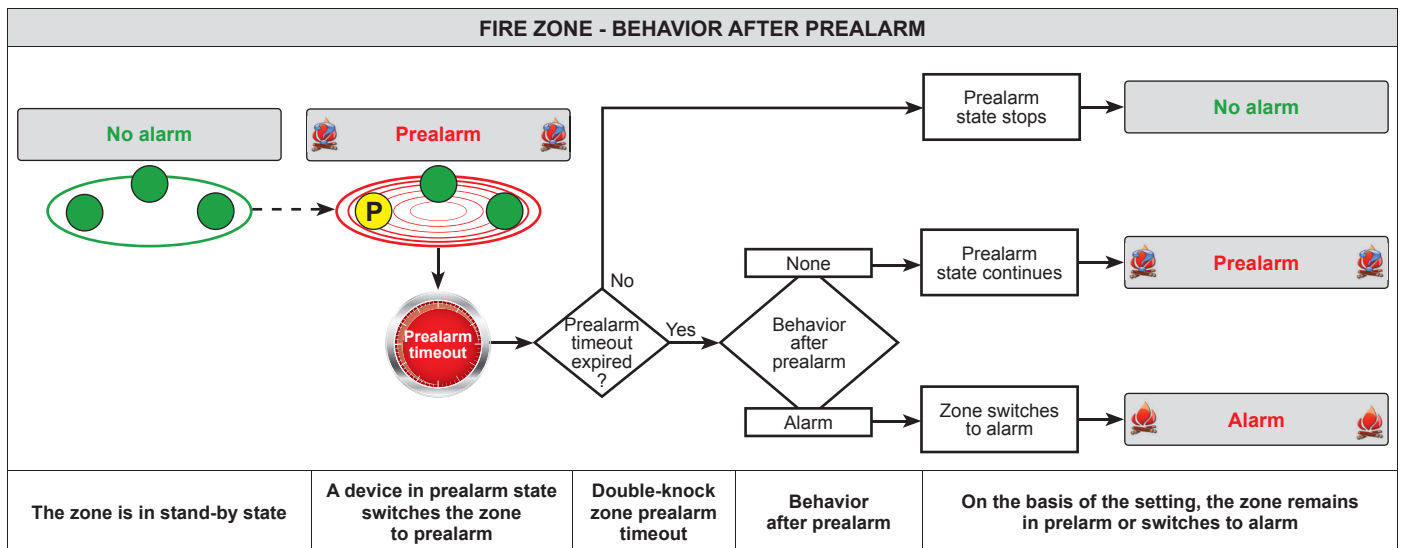 FIRE ZONE - BEHAVIOR AFTER PREALARM
No alarm
Prealarm
P
Prealarm
timeout
Prealarm
timeout
expired
?
No
Yes
Behavior
after
prealarm
None
Alarm
Prealarm
state stops
No alarm
Prealarm
state continues
Prealarm
Zone switches
to alarm
Alarm
The zone is in stand-by state
A device in prealarm state
switches the zone
to prealarm
Double-knock
zone prealarm
timeout
Behavior
after prealarm
On the basis of the setting, the zone remains
in prelarm or switches to alarm